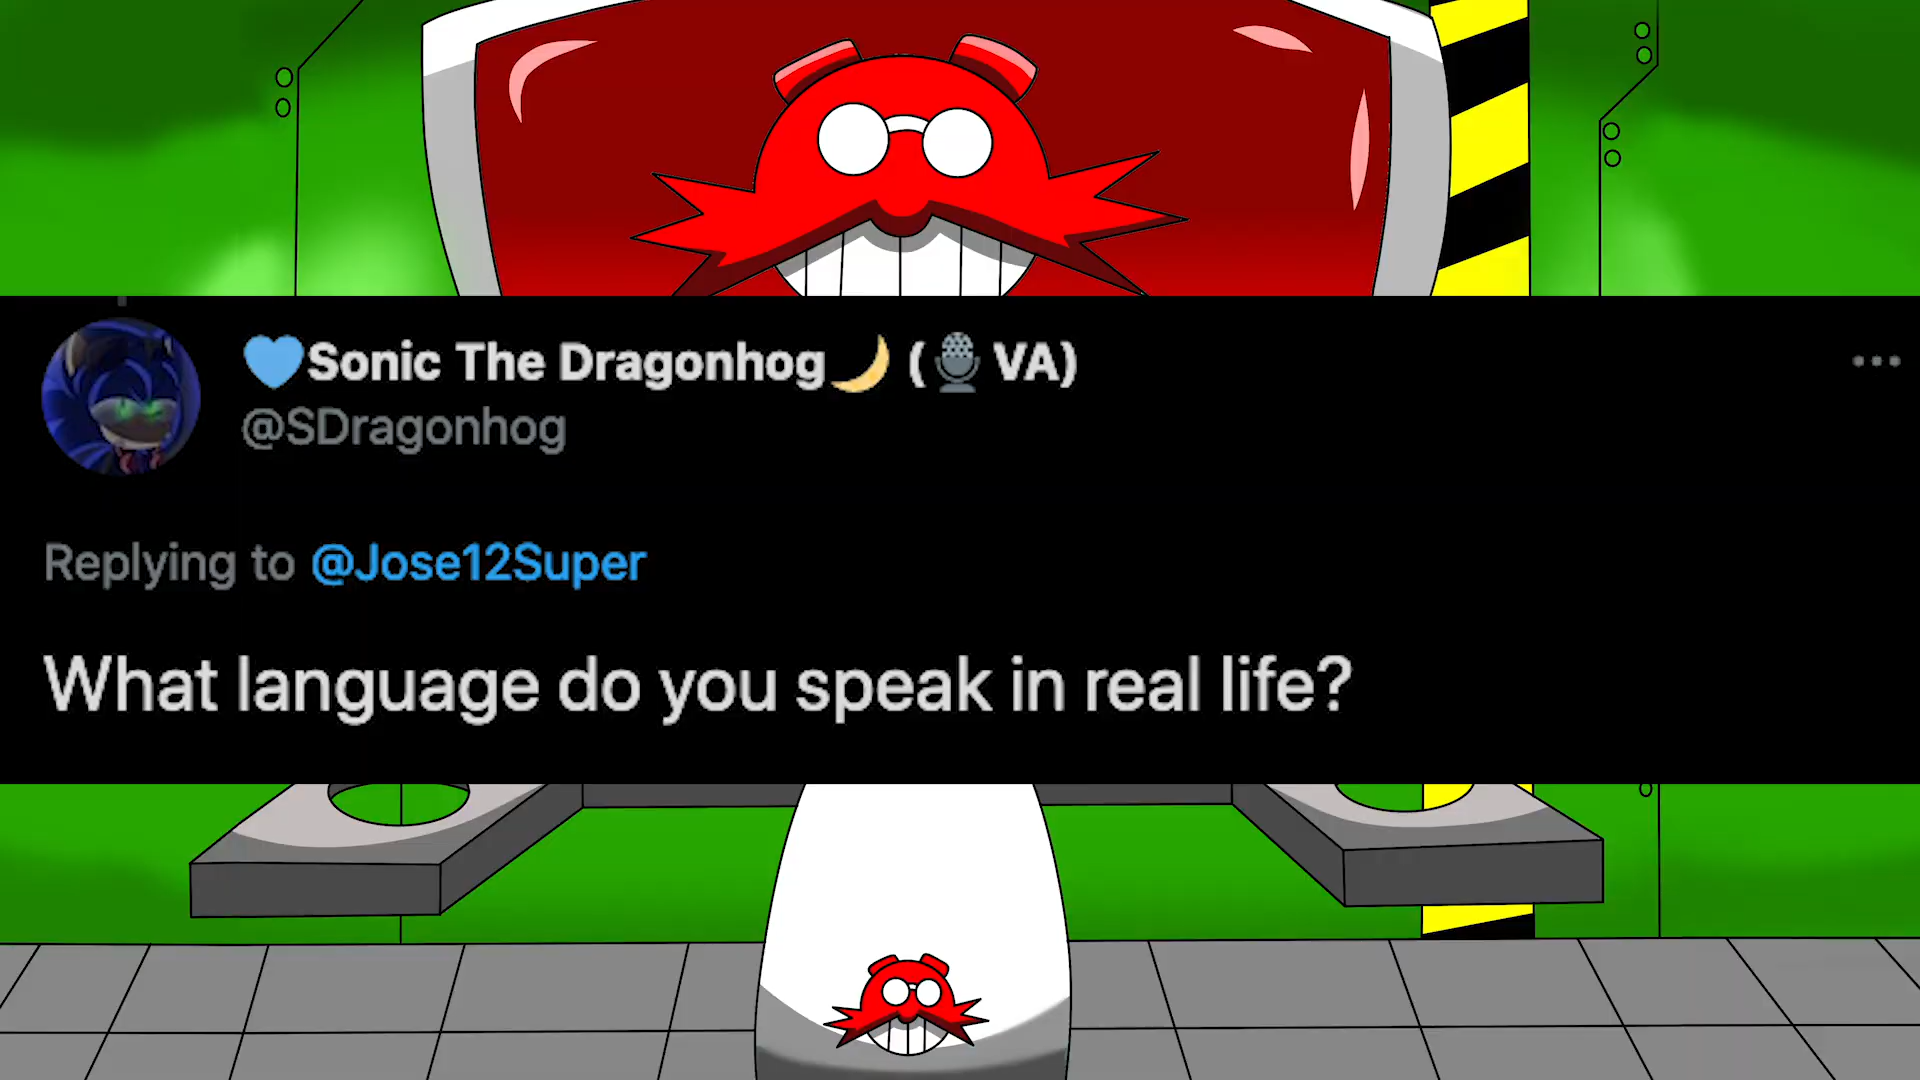 💙Sonic The Dragonhog🌙 (🎙️VA)
@SDragonhog
Replying to @Jose12Super
What language do you speak in real life?